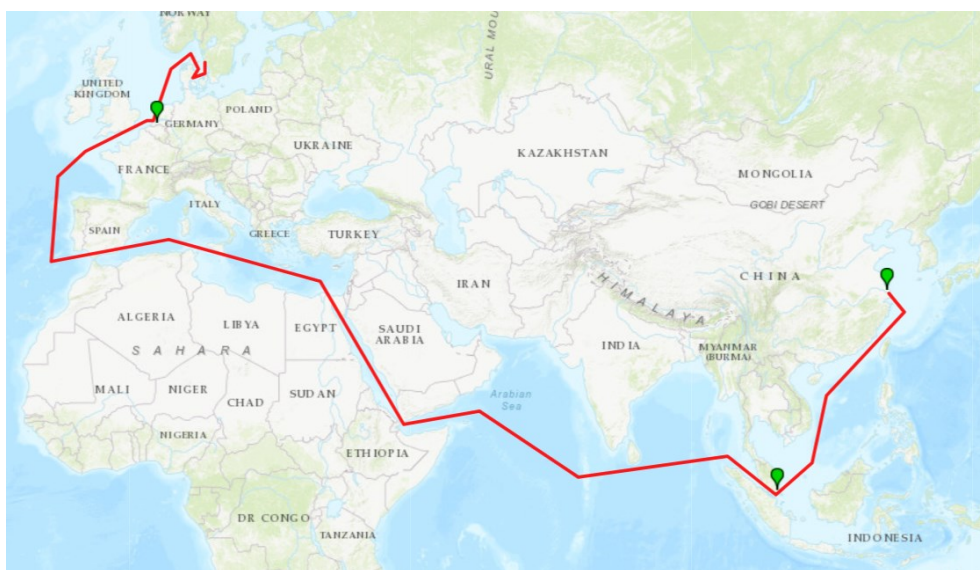 NORWAY
UNITED
KINGDOM
POLAND
GERMANY
UKRAINE
FRANCE
ITALY
SPAIN
GREECE
TURKEY
URAL MOU
KAZAKHSTAN
MONGOLIA
GOBI DESERT
CHINA
HIMALAYA
IRAN
ALGERIA
LIBYA
EGYPT
SAUDI
ARABIA
INDIA
MYANMAR
(BURMA)
SAHARA
MALI
NIGER
CHAD
SUDAN
Arabian
Sea
NIGERIA
ETHIOPIA
DR CONGO
TANZANIA
INDONESIA